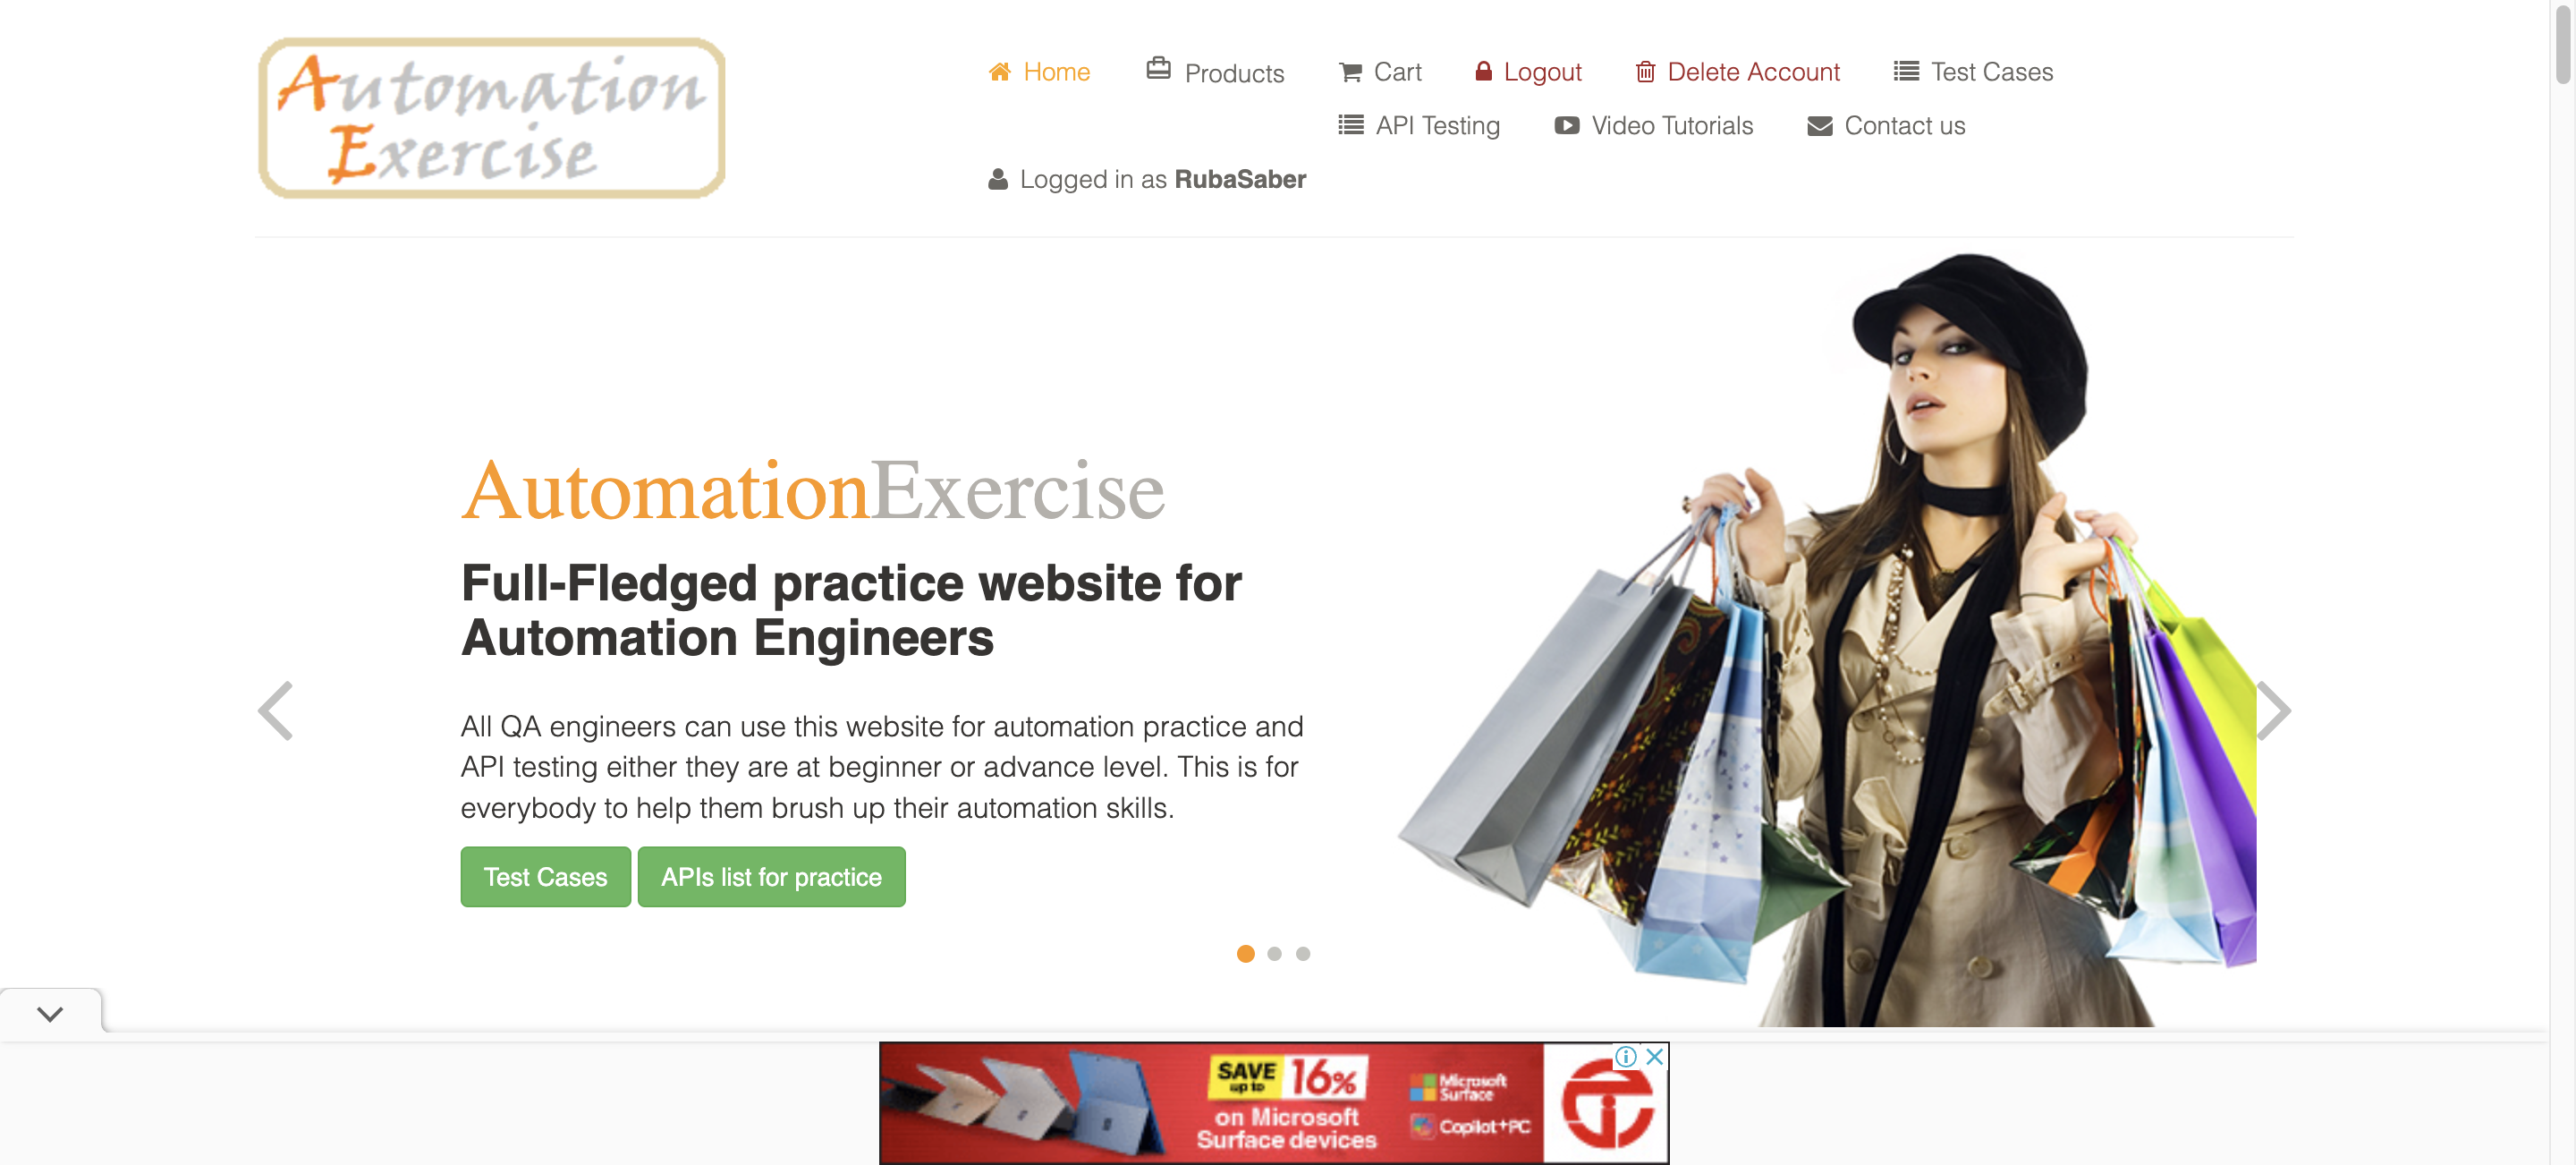 Automation
Exercise
Home Products Cart Logout Delete Account Test Cases
API Testing Video Tutorials Contact us
Logged in as RubaSaber
AutomationExercise
Full-Fledged practice website for
Automation Engineers
All QA engineers can use this website for automation practice and
API testing either they are at beginner or advance level. This is for
everybody to help them brush up their automation skills.
Test Cases APIs list for practice
SAVE up to 16%
on Microsoft
Surface devices
Microsoft
Surface
Copilot+PC